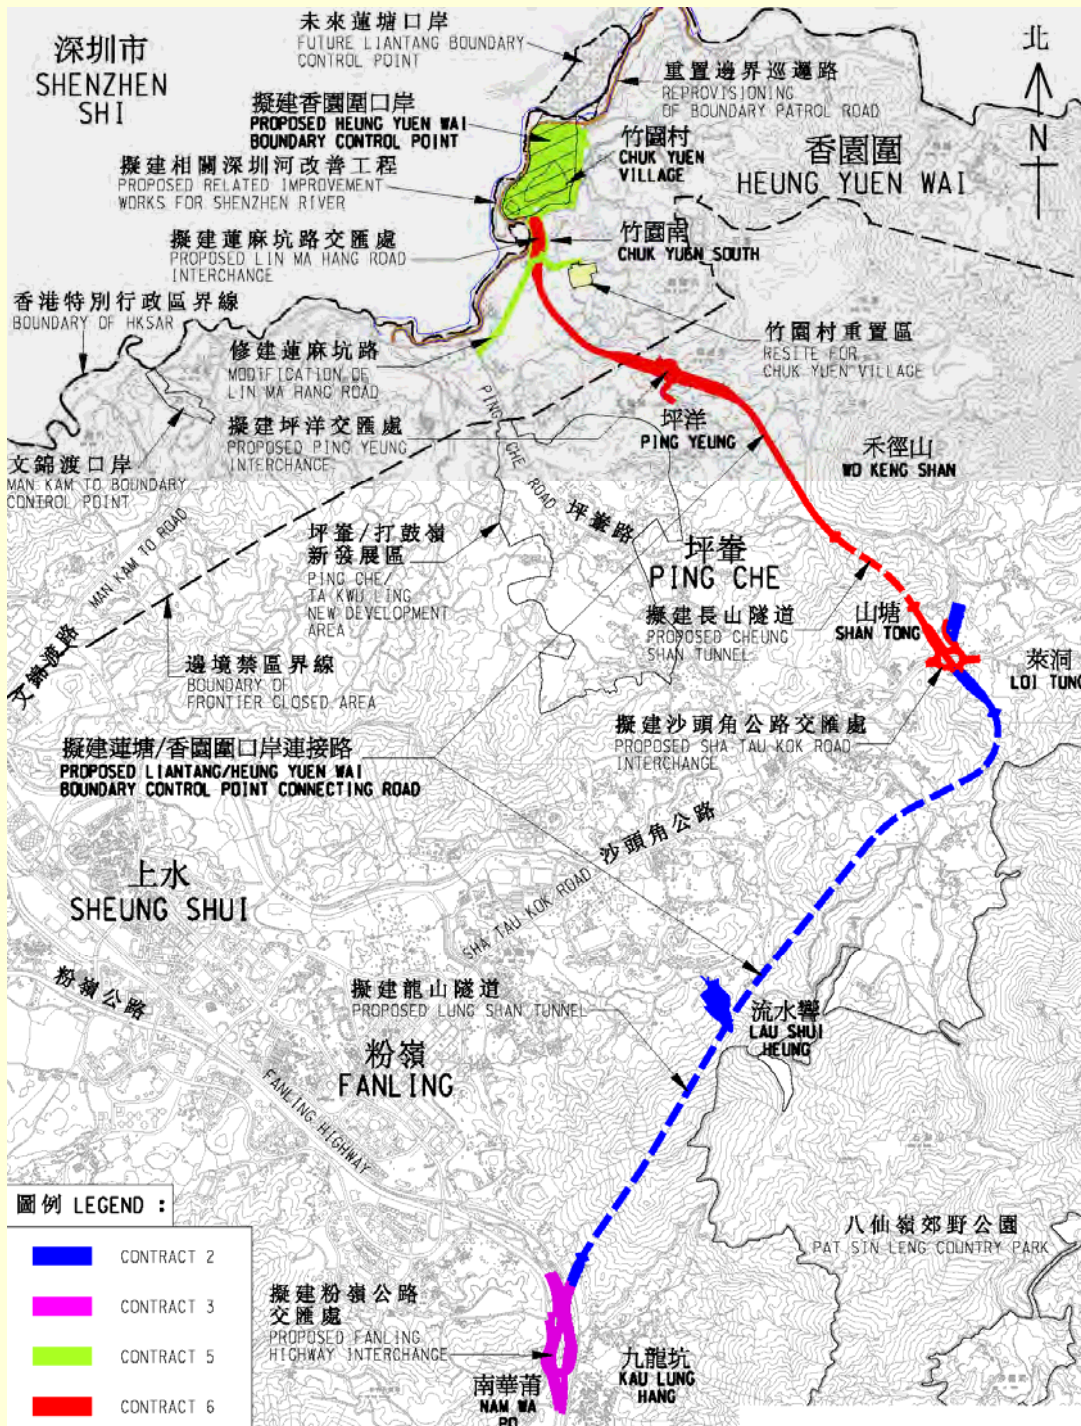 未來蓮塘口岸
FUTURE LIANTANG BOUNDARY
CONTROL POINT
深圳市
SHENZHEN
SHI
北
N
重置邊界巡邏路
REPROVISIONING
OF BOUNDARY PATROL ROAD
擬建香園圍口岸
PROPOSED HEUNG YUEN WAI
BOUNDARY CONTROL POINT
竹園村
CHUK YUEN
VILLAGE
香園圍
HEUNG YUEN WAI
擬建相關深圳河改善工程
PROPOSED RELATED IMPROVEMENT
WORKS FOR SHENZHEN RIVER
擬建蓮麻坑路交匯處
PROPOSED LIN MA HANG ROAD
INTERCHANGE
竹園南
CHUK YUEN SOUTH
香港特別行政區界線
BOUNDARY OF HKSAR
竹園村重置區
RESITE FOR
CHUK YUEN VILLAGE
修建蓮麻坑路
MODIFICATION OF
LIN MA HANG ROAD
擬建坪洋交匯處
PROPOSED PING YEUNG
INTERCHANGE
坪洋
PING YEUNG
禾徑山
WO KENG SHAN
文錦渡口岸
MAN KAM TO BOUNDARY
CONTROL POINT
PING CHE ROAD
坪輋路
MAN KAM TO ROAD
文錦渡路
坪輋/打鼓嶺
新發展區
PING CHE/
TA KWU LING
NEW DEVELOPMENT
AREA
坪輋
PING CHE
擬建長山隧道
PROPOSED CHEUNG
SHAN TUNNEL
山塘
SHAN TONG
萊洞
LOI TUNG
邊境禁區界線
BOUNDARY OF
FRONTIER CLOSED AREA
擬建沙頭角公路交匯處
PROPOSED SHA TAU KOK ROAD
INTERCHANGE
擬建蓮塘/香園圍口岸連接路
PROPOSED LIANTANG/HEUNG YUEN WAI
BOUNDARY CONTROL POINT CONNECTING ROAD
沙頭角公路
SHA TAU KOK ROAD
上水
SHEUNG SHUI
粉嶺公路
擬建龍山隧道
PROPOSED LUNG SHAN TUNNEL
流水響
LAU SHUI
HEUNG
粉嶺
FANLING
FANLING HIGHWAY
八仙嶺郊野公園
PAT SIN LENG COUNTRY PARK
擬建粉嶺公路
交匯處
PROPOSED FANLING
HIGHWAY INTERCHANGE
九龍坑
KAU LUNG
HANG
南華莆
NAM WA
PO
圖例 LEGEND :
CONTRACT 2
CONTRACT 3
CONTRACT 5
CONTRACT 6